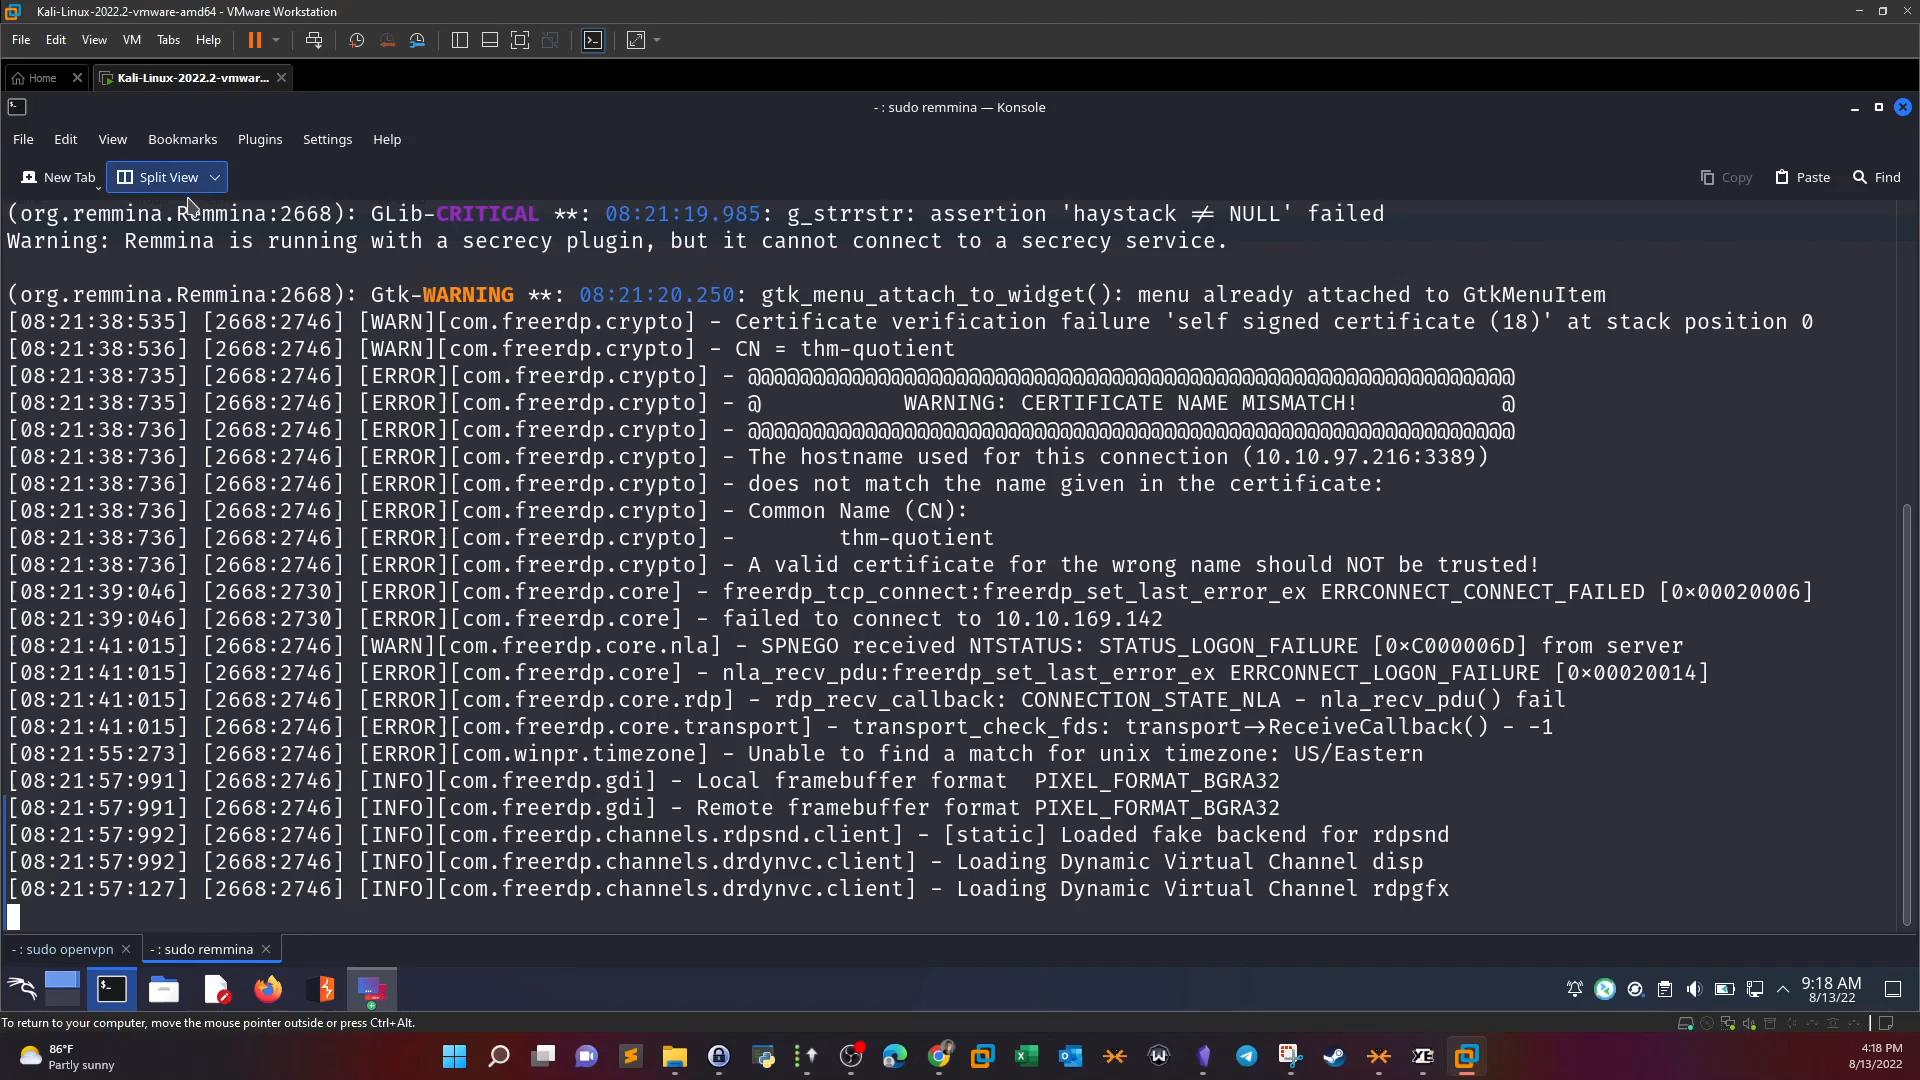 Kali-Linux-2022.2-vmware-amd64 - VMware Workstation
File Edit View VM Tabs Help
Home Kali-Linux-2022.2-vmwar...
- : sudo remmina — Konsole
File Edit View Bookmarks Plugins Settings Help
New Tab Split View Copy Paste Find
(org.remmina.Remmina:2668): GLib-CRITICAL **: 08:21:19.985: g_strrstr: assertion 'haystack ≠ NULL' failed
Warning: Remmina is running with a secrecy plugin, but it cannot connect to a secrecy service.
(org.remmina.Remmina:2668): Gtk-WARNING **: 08:21:20.250: gtk_menu_attach_to_widget(): menu already attached to GtkMenuItem
[08:21:38:535] [2668:2746] [WARN][com.freerdp.crypto] - Certificate verification failure 'self signed certificate (18)' at stack position 0
[08:21:38:536] [2668:2746] [WARN][com.freerdp.crypto] - CN = thm-quotient
[08:21:38:735] [2668:2746] [ERROR][com.freerdp.crypto] - @@@@@@@@@@@@@@@@@@@@@@@@@@@@@@@@@@@@@@@@@@@@@@@@@@@@@@@@@@@
[08:21:38:735] [2668:2746] [ERROR][com.freerdp.crypto] - @           WARNING: CERTIFICATE NAME MISMATCH!           @
[08:21:38:736] [2668:2746] [ERROR][com.freerdp.crypto] - @@@@@@@@@@@@@@@@@@@@@@@@@@@@@@@@@@@@@@@@@@@@@@@@@@@@@@@@@@@
[08:21:38:736] [2668:2746] [ERROR][com.freerdp.crypto] - The hostname used for this connection (10.10.97.216:3389)
[08:21:38:736] [2668:2746] [ERROR][com.freerdp.crypto] - does not match the name given in the certificate:
[08:21:38:736] [2668:2746] [ERROR][com.freerdp.crypto] - Common Name (CN):
[08:21:38:736] [2668:2746] [ERROR][com.freerdp.crypto] -        thm-quotient
[08:21:38:736] [2668:2746] [ERROR][com.freerdp.crypto] - A valid certificate for the wrong name should NOT be trusted!
[08:21:39:046] [2668:2730] [ERROR][com.freerdp.core] - freerdp_tcp_connect:freerdp_set_last_error_ex ERRCONNECT_CONNECT_FAILED [0×00020006]
[08:21:39:046] [2668:2730] [ERROR][com.freerdp.core] - failed to connect to 10.10.169.142
[08:21:41:015] [2668:2746] [WARN][com.freerdp.core.nla] - SPNEGO received NTSTATUS: STATUS_LOGON_FAILURE [0×C000006D] from server
[08:21:41:015] [2668:2746] [ERROR][com.freerdp.core] - nla_recv_pdu:freerdp_set_last_error_ex ERRCONNECT_LOGON_FAILURE [0×00020014]
[08:21:41:015] [2668:2746] [ERROR][com.freerdp.core.rdp] - rdp_recv_callback: CONNECTION_STATE_NLA - nla_recv_pdu() fail
[08:21:41:015] [2668:2746] [ERROR][com.freerdp.core.transport] - transport_check_fds: transport→ReceiveCallback() - -1
[08:21:55:273] [2668:2746] [ERROR][com.winpr.timezone] - Unable to find a match for unix timezone: US/Eastern
[08:21:57:991] [2668:2746] [INFO][com.freerdp.gdi] - Local framebuffer format  PIXEL_FORMAT_BGRA32
[08:21:57:991] [2668:2746] [INFO][com.freerdp.gdi] - Remote framebuffer format PIXEL_FORMAT_BGRA32
[08:21:57:992] [2668:2746] [INFO][com.freerdp.channels.rdpsnd.client] - [static] Loaded fake backend for rdpsnd
[08:21:57:992] [2668:2746] [INFO][com.freerdp.channels.drdynvc.client] - Loading Dynamic Virtual Channel disp
[08:21:57:127] [2668:2746] [INFO][com.freerdp.channels.drdynvc.client] - Loading Dynamic Virtual Channel rdpgfx
- : sudo openvpn - : sudo remmina
9:18 AM
8/13/22
To return to your computer, move the mouse pointer outside or press Ctrl+Alt.
86°F
Partly sunny
4:18 PM
8/13/2022